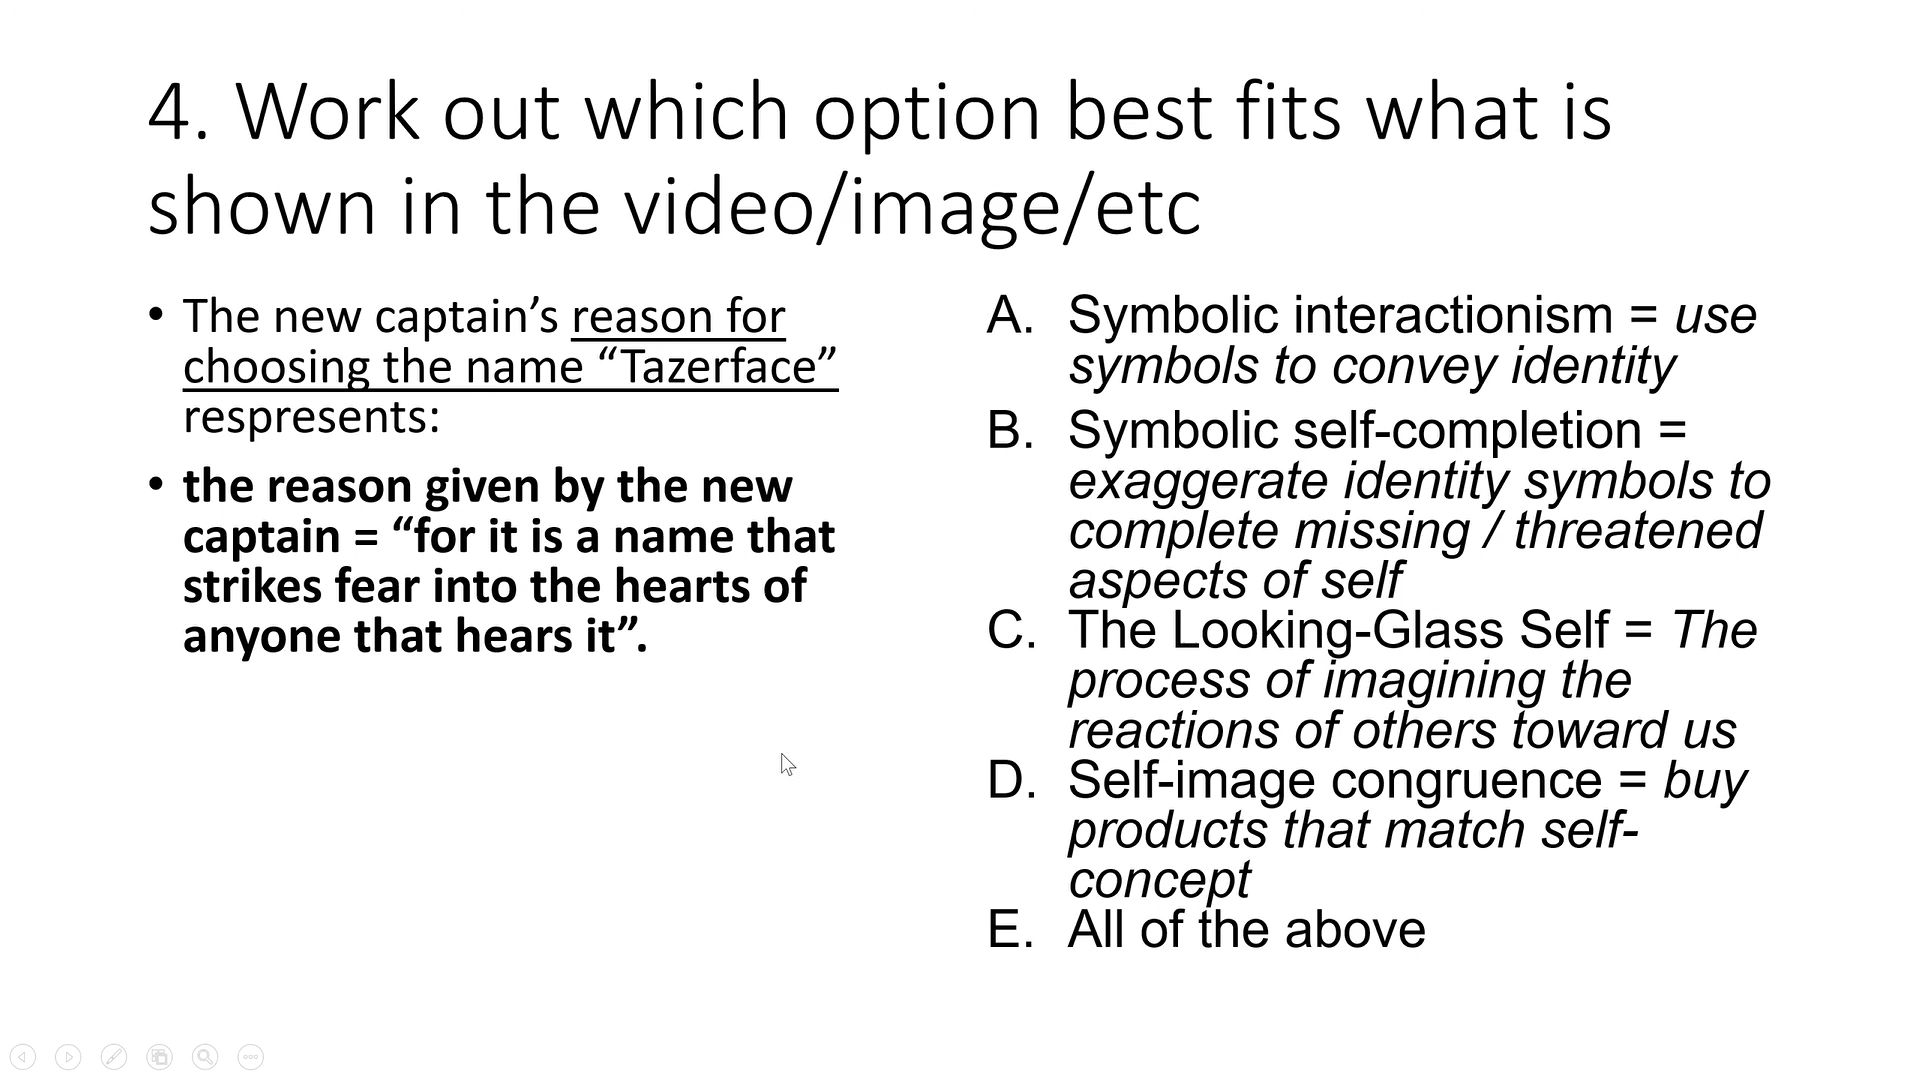 4. Work out which option best fits what is
shown in the video/image/etc
• The new captain’s reason for
choosing the name “Tazerface”
respresents:
• the reason given by the new
captain = “for it is a name that
strikes fear into the hearts of
anyone that hears it”.
A. Symbolic interactionism = use
symbols to convey identity
B. Symbolic self-completion =
exaggerate identity symbols to
complete missing / threatened
aspects of self
C. The Looking-Glass Self = The
process of imagining the
reactions of others toward us
D. Self-image congruence = buy
products that match self-
concept
E. All of the above